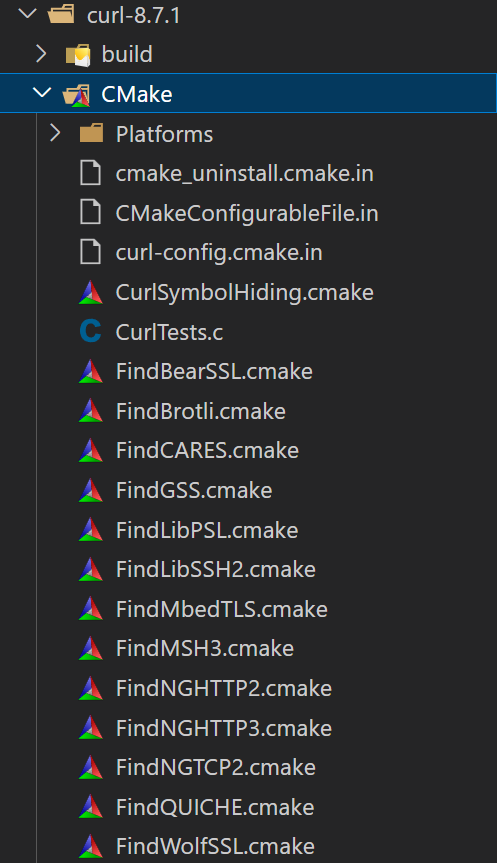 curl-8.7.1
build
CMake
Platforms
cmake_uninstall.cmake.in
CMakeConfigurableFile.in
curl-config.cmake.in
CurlSymbolHiding.cmake
CurlTests.c
FindBearSSL.cmake
FindBrotli.cmake
FindCARES.cmake
FindGSS.cmake
FindLibPSL.cmake
FindLibSSH2.cmake
FindMbedTLS.cmake
FindMSH3.cmake
FindNGHTTP2.cmake
FindNGHTTP3.cmake
FindNGTCP2.cmake
FindQUICHE.cmake
FindWolfSSL.cmake